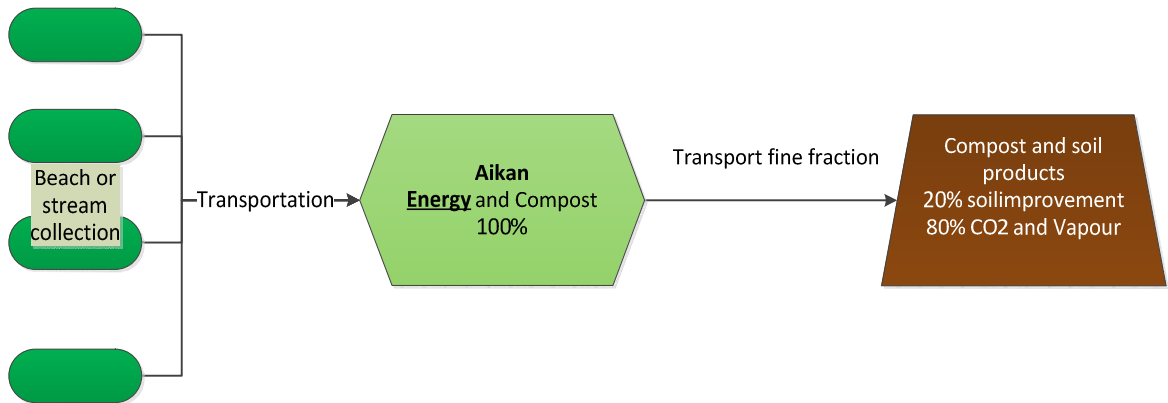 Beach or
stream
collection
Transportation
Aikan
Energy and Compost
100%
Transport fine fraction
Compost and soil
products
20% soilimprovement
80% CO2 and Vapour